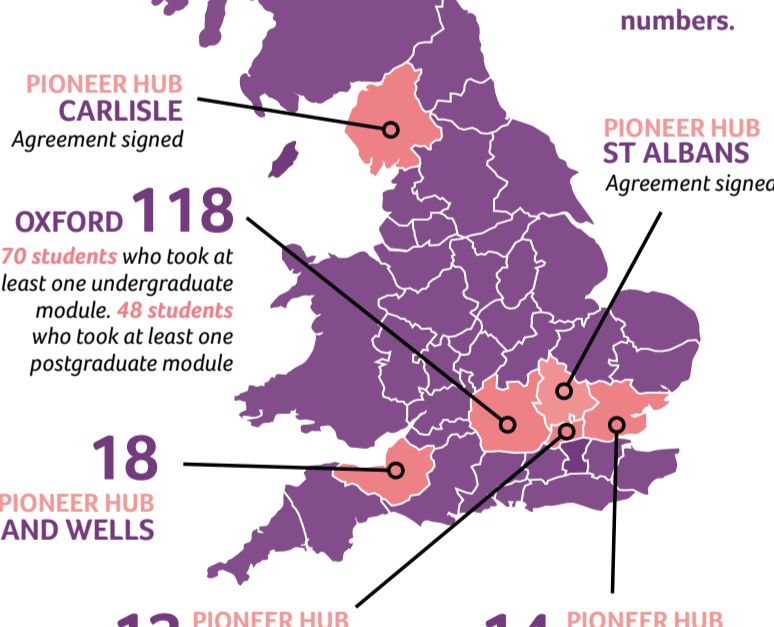 numbers.
PIONEER HUB
CARLISLE
Agreement signed
PIONEER HUB
ST ALBANS
Agreement signed
OXFORD 118
70 students who took at
least one undergraduate
module. 48 students
who took at least one
postgraduate module
18
PIONEER HUB
AND WELLS
PIONEER HUB
PIONEER HUB